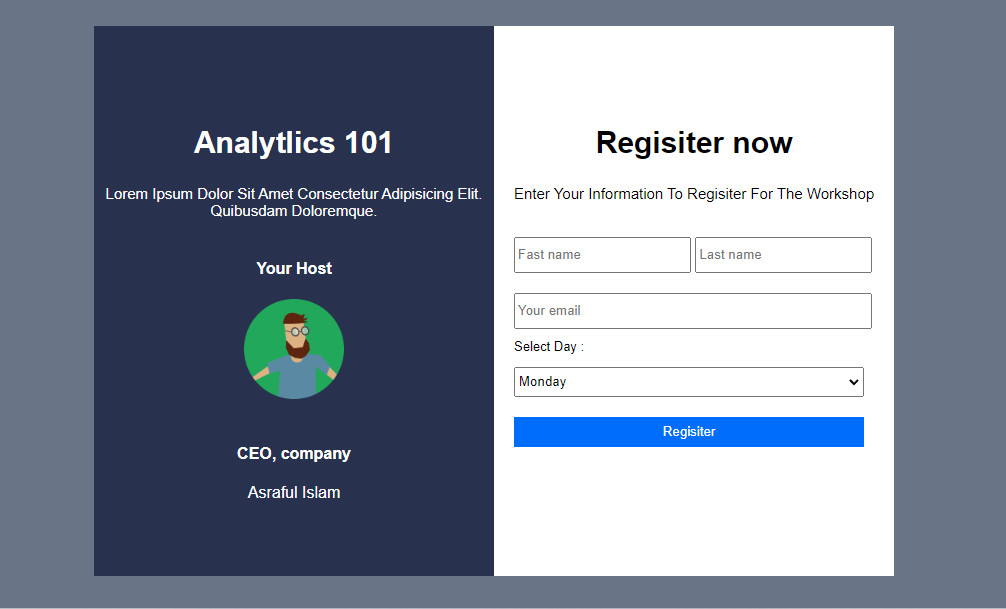 Analytlics 101
Lorem Ipsum Dolor Sit Amet Consectetur Adipisicing Elit.
Quibusdam Doloremque.
Your Host
CEO, company
Asraful Islam
Regisiter now
Enter Your Information To Regisiter For The Workshop
Fast name
Last name
Your email
Select Day :
Monday
Regisiter